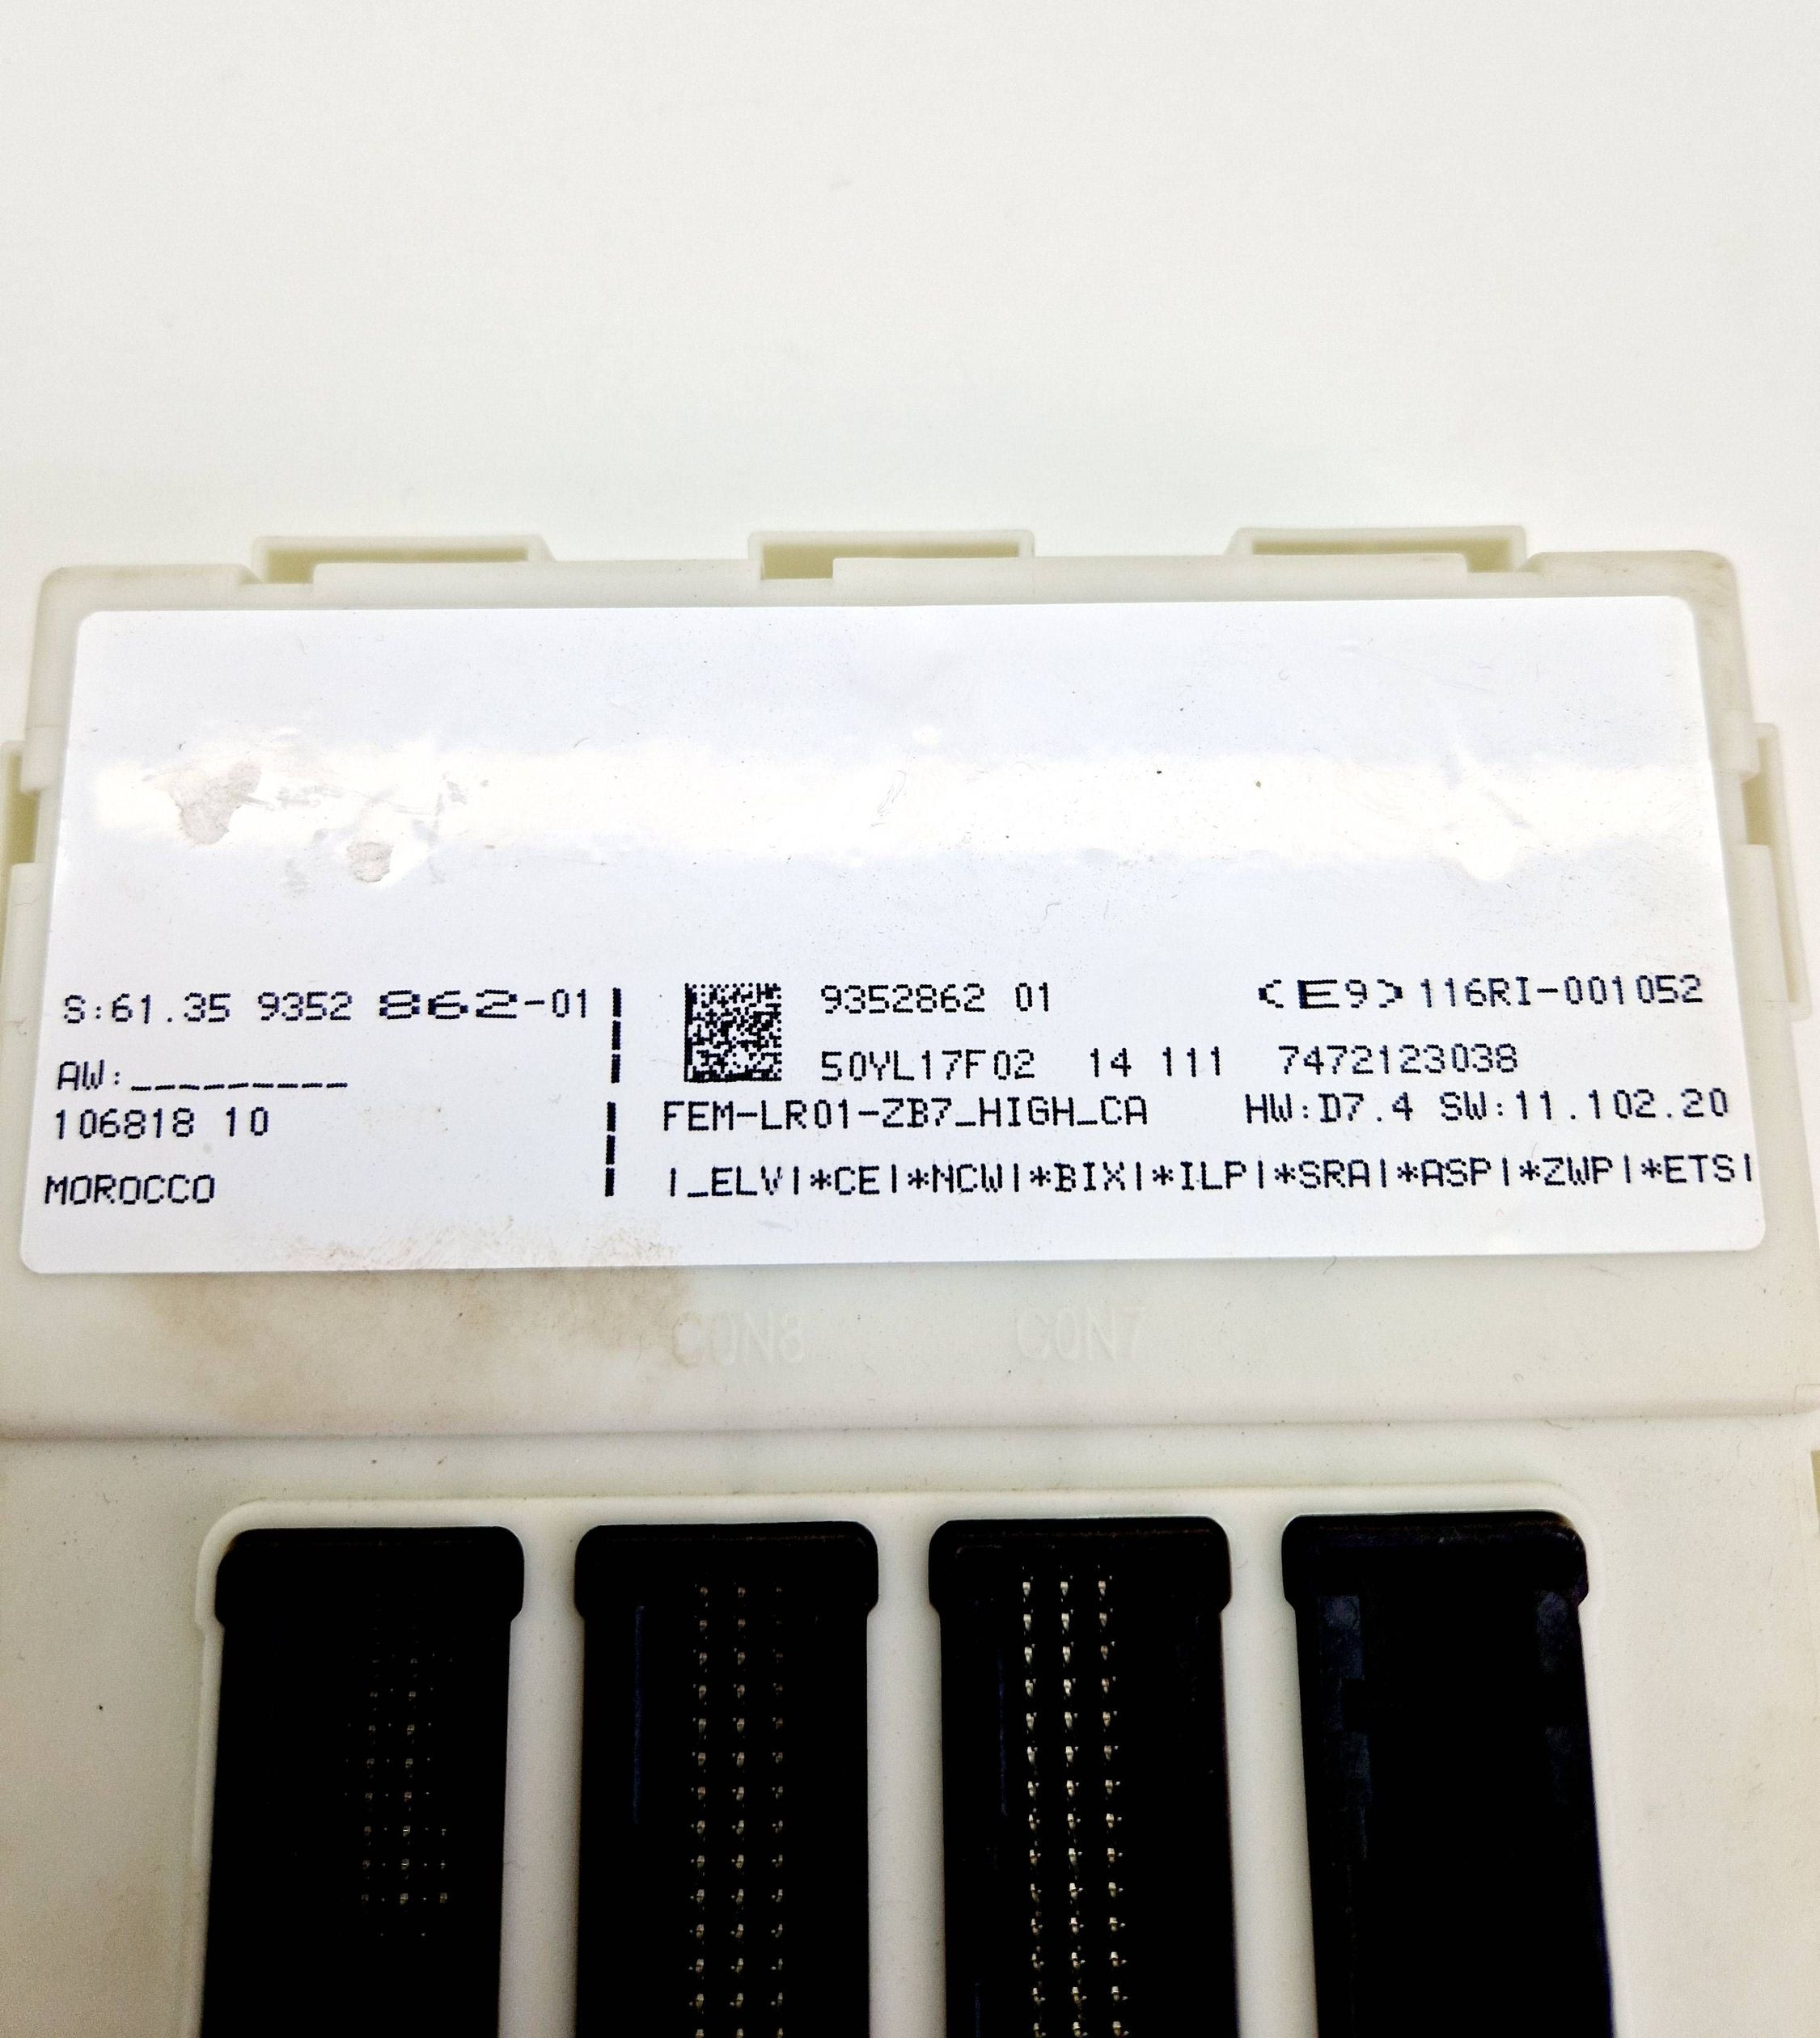 S:61.35 9352 862-01
AW:_________
106818 10
MOROCCO
9352862 01 <E9>116RI-001052
50YL17F02 14 111 7472123038
FEM-LR01-ZB7_HIGH_CA HW:D7.4 SW:11.102.20
|_ELV|*CE|*NCW|*BIX|*ILP|*SRA|*ASP|*ZWP|*ETS|
CON8 CON7